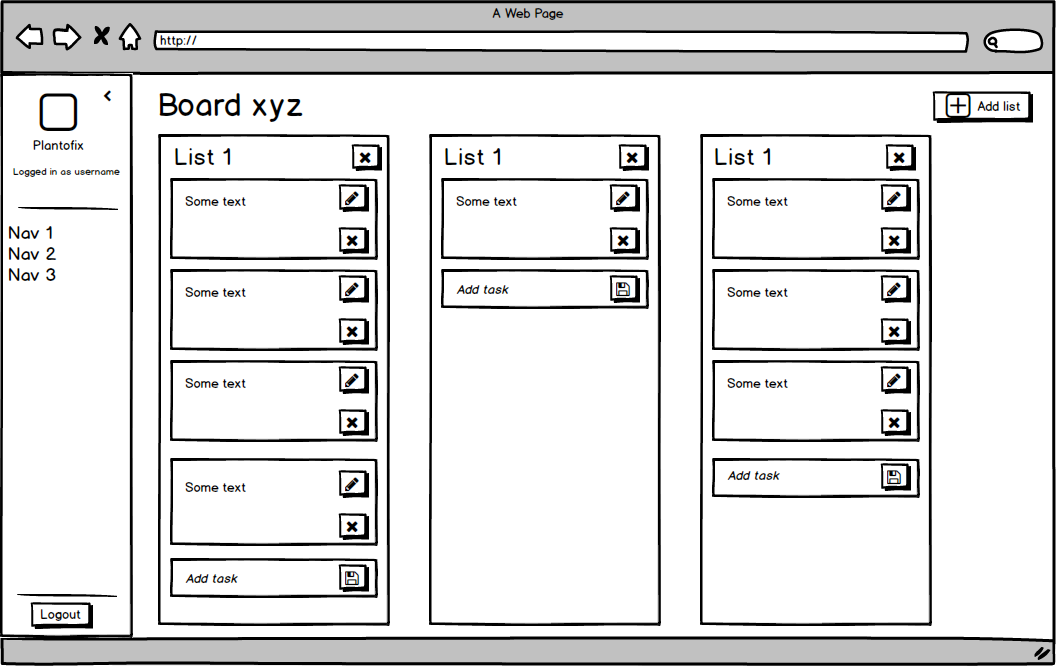 A Web Page
http://
Plantofix
Logged in as username
Nav 1
Nav 2
Nav 3
Logout
Board xyz
Add list
List 1
Some text
Some text
Some text
Some text
Add task
List 1
Some text
Add task
List 1
Some text
Some text
Some text
Add task